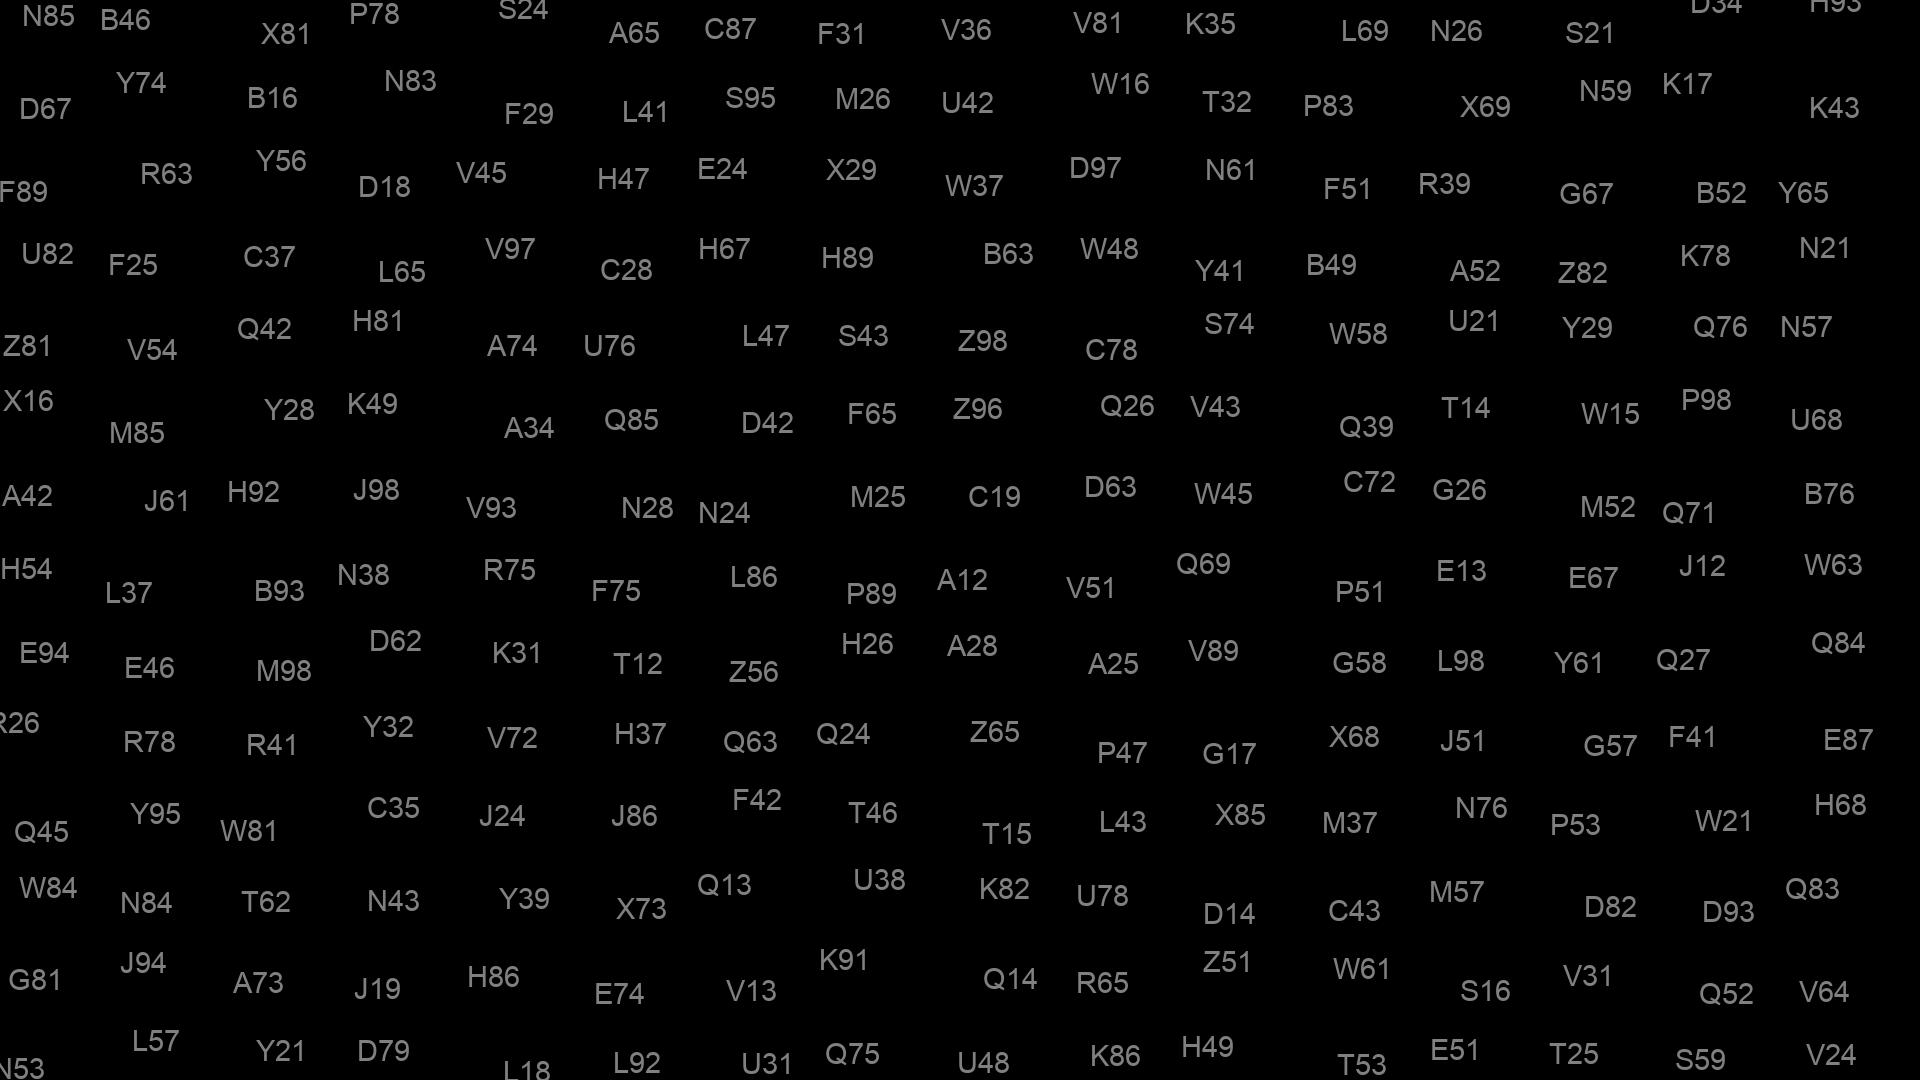 N85 B46 X81 P78 S24 A65 C87 F31 V36 V81 K35 L69 N26 S21 D34 H93
D67 Y74 B16 N83 F29 L41 S95 M26 U42 W16 T32 P83 X69 N59 K17 K43
F89 R63 Y56 D18 V45 H47 E24 X29 W37 D97 N61 F51 R39 G67 B52 Y65
U82 F25 C37 L65 V97 C28 H67 H89 B63 W48 Y41 B49 A52 Z82 K78 N21
Z81 V54 Q42 H81 A74 U76 L47 S43 Z98 C78 S74 W58 U21 Y29 Q76 N57
X16 M85 Y28 K49 A34 Q85 D42 F65 Z96 Q26 V43 Q39 T14 W15 P98 U68
A42 J61 H92 J98 V93 N28 N24 M25 C19 D63 W45 C72 G26 M52 Q71 B76
H54 L37 B93 N38 R75 F75 L86 P89 A12 V51 Q69 P51 E13 E67 J12 W63
E94 E46 M98 D62 K31 T12 Z56 H26 A28 A25 V89 G58 L98 Y61 Q27 Q84
R26 R78 R41 Y32 V72 H37 Q63 Q24 Z65 P47 G17 X68 J51 G57 F41 E87
Q45 Y95 W81 C35 J24 J86 F42 T46 T15 L43 X85 M37 N76 P53 W21 H68
W84 N84 T62 N43 Y39 X73 Q13 U38 K82 U78 D14 C43 M57 D82 D93 Q83
G81 J94 A73 J19 H86 E74 V13 K91 Q14 R65 Z51 W61 S16 V31 Q52 V64
N53 L57 Y21 D79 L18 L92 U31 Q75 U48 K86 H49 T53 E51 T25 S59 V24